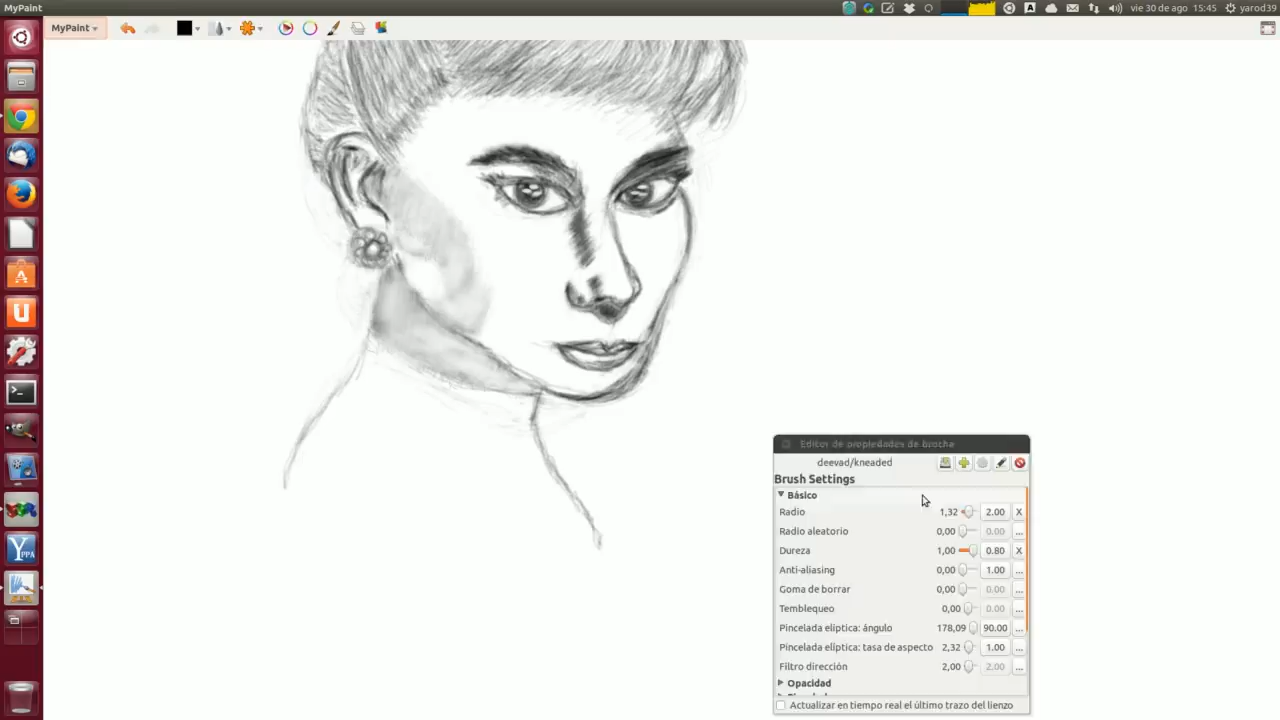 MyPaint
vie 30 de ago 15:45 yarod39
MyPaint
Editor de propiedades de brocha
deevad/kneaded
Brush Settings
Básico
Radio 1,32 2.00 X
Radio aleatorio 0,00 0.00 ...
Dureza 1,00 0.80 X
Anti-aliasing 0,00 1.00 ...
Goma de borrar 0,00 0.00 ...
Temblequeo 0,00 0.00 ...
Pincelada elíptica: ángulo 178,09 90.00 ...
Pincelada elíptica: tasa de aspecto 2,32 1.00 ...
Filtro dirección 2,00 2.00 ...
Opacidad
Actualizar en tiempo real el último trazo del lienzo